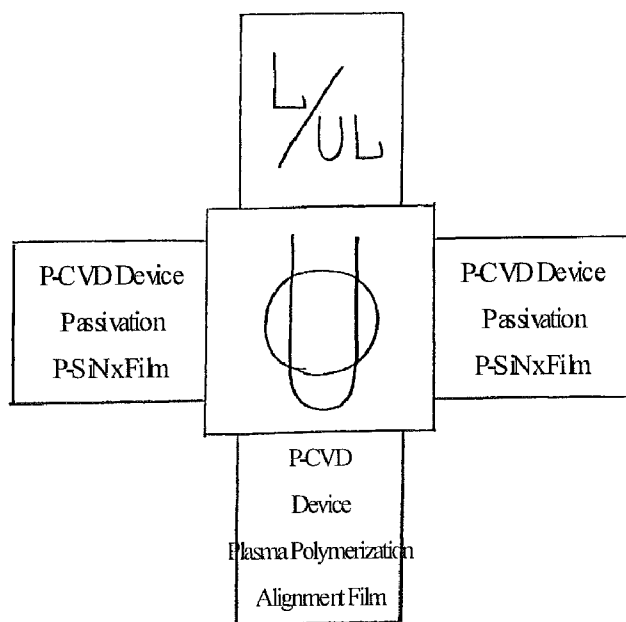 L/UL
P-CVD Device
Passivation
P-SiNxFilm
P-CVD Device
Passivation
P-SiNxFilm
P-CVD
Device
Plasma Polymerization
Alignment Film